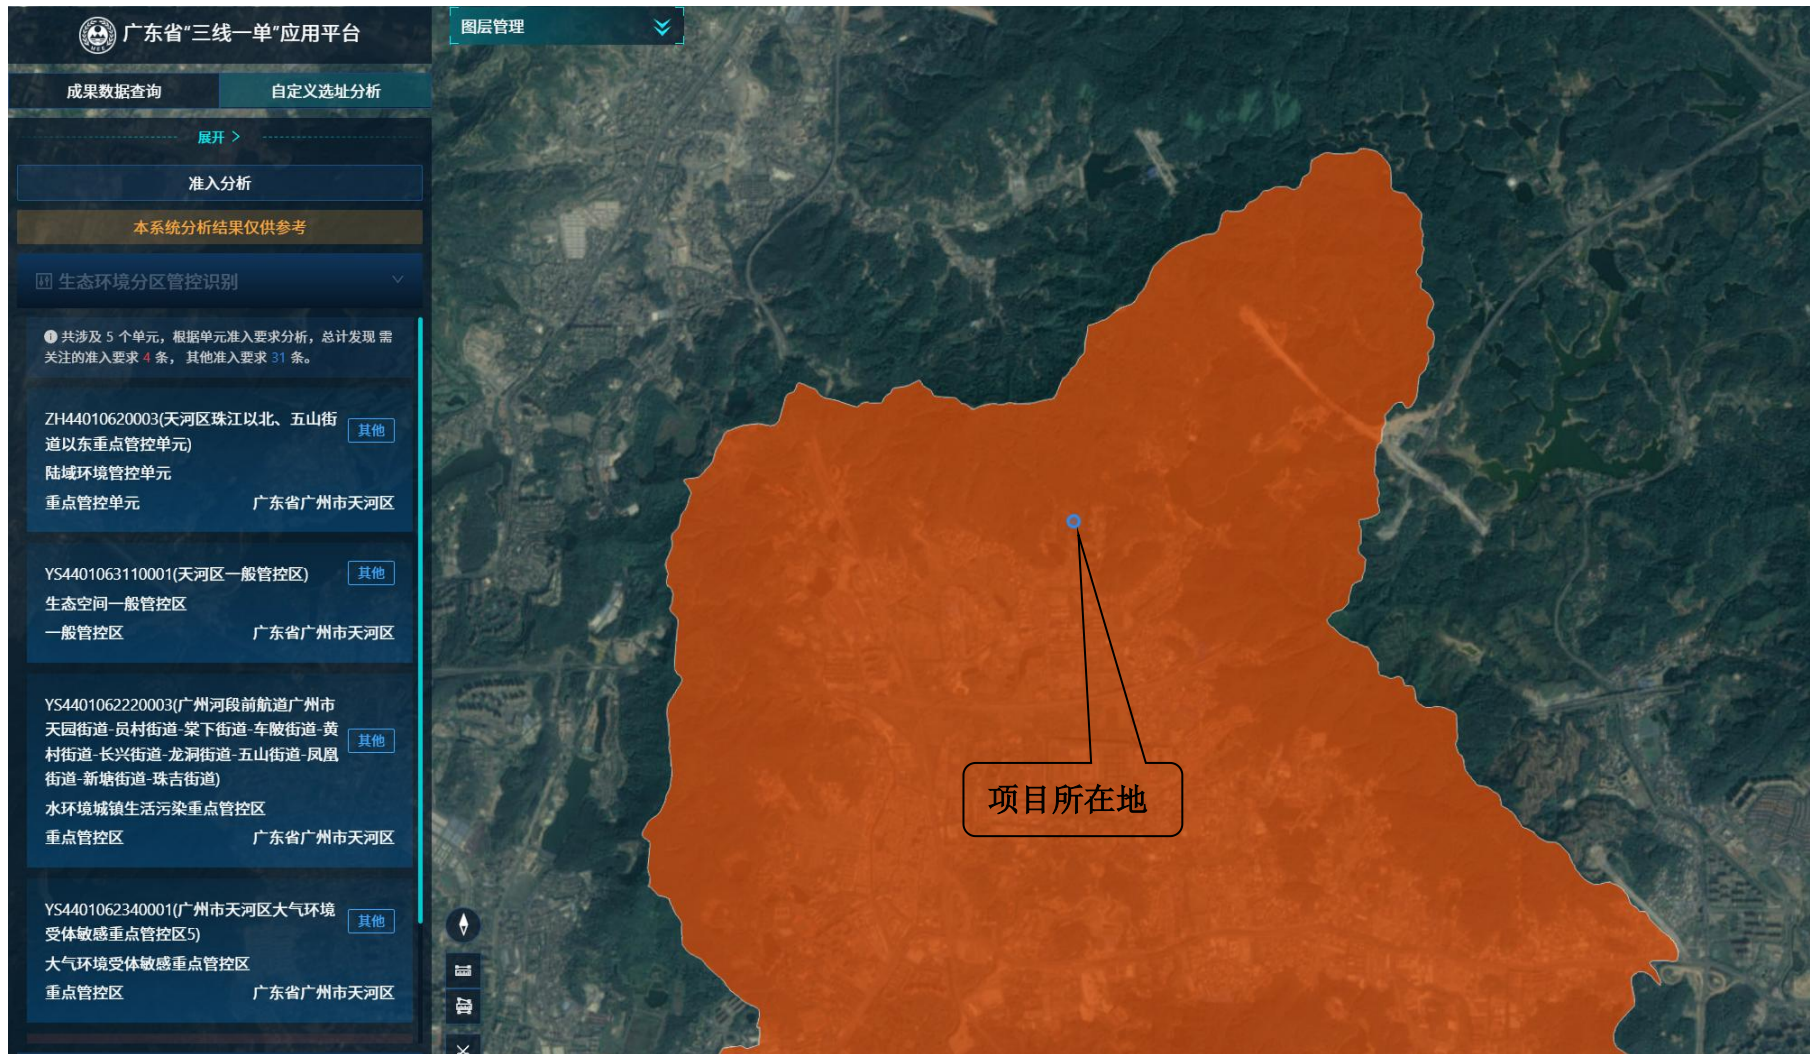 广东省“三线一单”应用平台
图层管理
成果数据查询
自定义选址分析
展开 >
准入分析
本系统分析结果仅供参考
生态环境分区管控识别
共涉及 5 个单元，根据单元准入要求分析，总计发现 需
关注的准入要求 4 条， 其他准入要求 31 条。
ZH44010620003(天河区珠江以北、五山街
道以东重点管控单元)
其他
陆域环境管控单元
重点管控单元
广东省广州市天河区
YS4401063110001(天河区一般管控区)
其他
生态空间一般管控区
一般管控区
广东省广州市天河区
YS4401062220003(广州河段前航道广州市
天园街道-员村街道-棠下街道-车陂街道-黄
村街道-长兴街道-龙洞街道-五山街道-凤凰
街道-新塘街道-珠吉街道)
其他
水环境城镇生活污染重点管控区
重点管控区
广东省广州市天河区
YS4401062340001(广州市天河区大气环境
受体敏感重点管控区5)
其他
大气环境受体敏感重点管控区
重点管控区
广东省广州市天河区
项目所在地